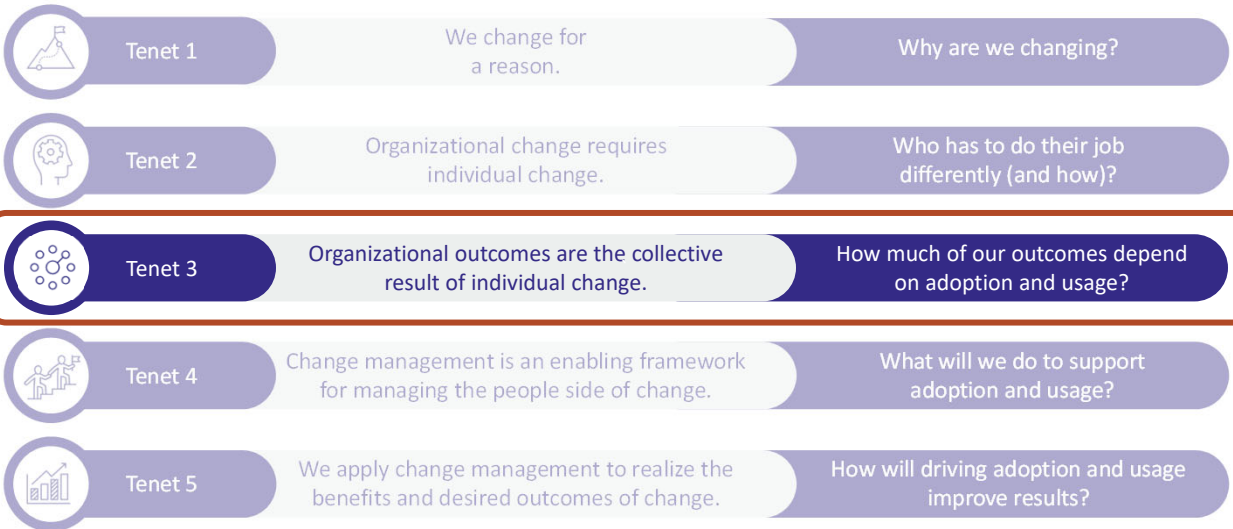 Tenet 1
We change for
a reason.
Why are we changing?
Tenet 2
Organizational change requires
individual change.
Who has to do their job
differently (and how)?
Tenet 3
Organizational outcomes are the collective
result of individual change.
How much of our outcomes depend
on adoption and usage?
Tenet 4
Change management is an enabling framework
for managing the people side of change.
What will we do to support
adoption and usage?
Tenet 5
We apply change management to realize the
benefits and desired outcomes of change.
How will driving adoption and usage
improve results?